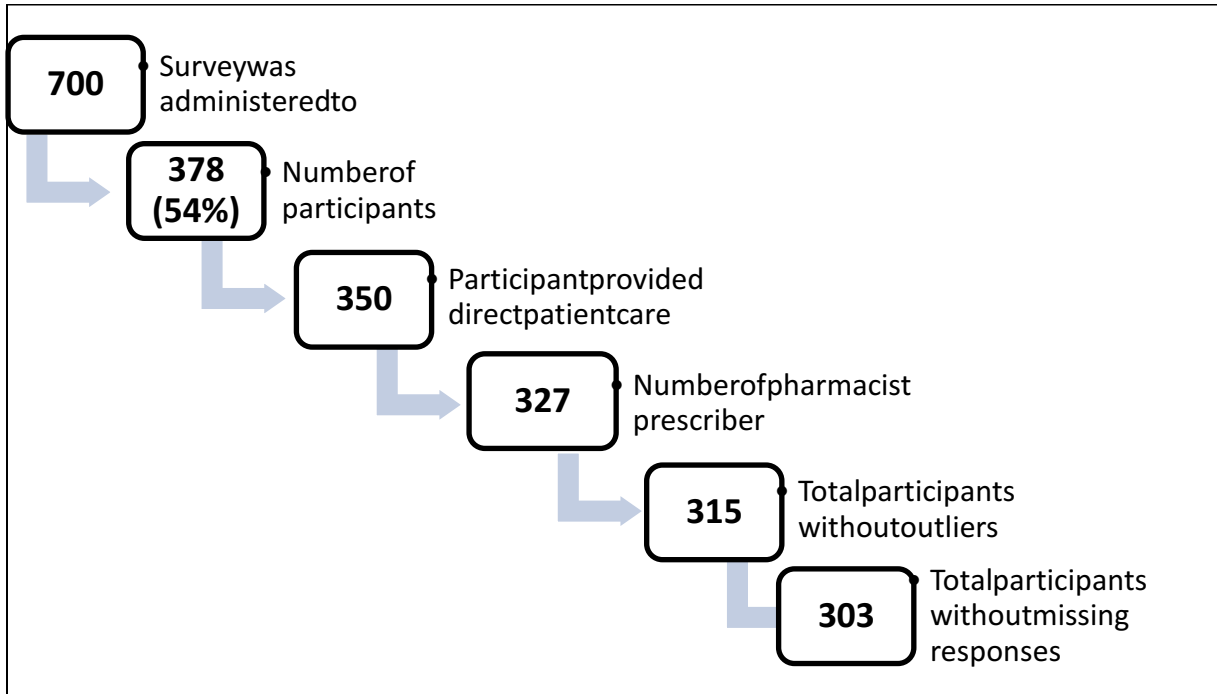 700
Surveywas
administeredto
378
(54%)
Numberof
participants
350
Participantprovided
directpatientcare
327
Numberofpharmacist
prescriber
315
Totalparticipants
withoutoutliers
303
Totalparticipants
withoutmissing
responses